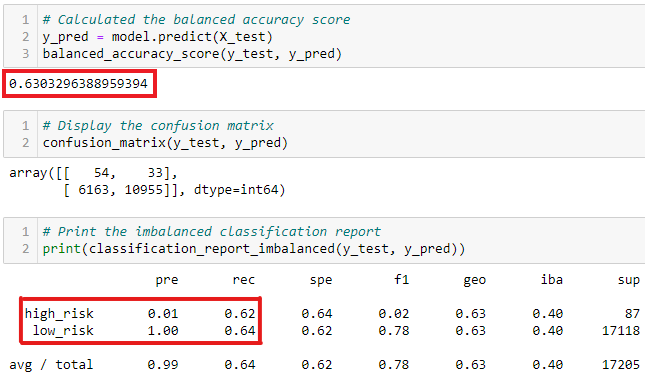 1 # Calculated the balanced accuracy score
2 y_pred = model.predict(X_test)
3 balanced_accuracy_score(y_test, y_pred)
0.6303296388959394
1 # Display the confusion matrix
2 confusion_matrix(y_test, y_pred)
array([[   54,    33],
       [ 6163, 10955]], dtype=int64)
1 # Print the imbalanced classification report
2 print(classification_report_imbalanced(y_test, y_pred))
pre rec spe f1 geo iba sup
high_risk 0.01 0.62 0.64 0.02 0.63 0.40 87
low_risk 1.00 0.64 0.62 0.78 0.63 0.40 17118
avg / total 0.99 0.64 0.62 0.78 0.63 0.40 17205